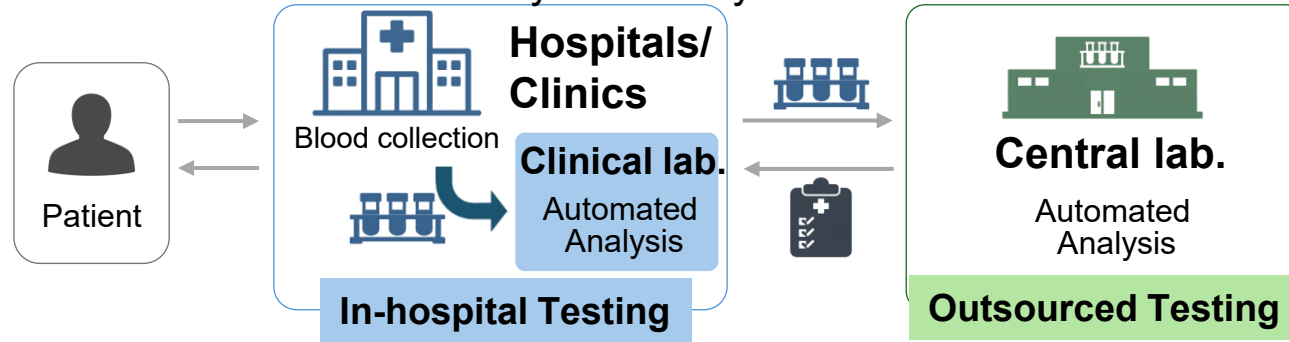 Hospitals/
Clinics
Blood collection
Clinical lab.
Automated
Analysis
Patient
In-hospital Testing
Central lab.
Automated
Analysis
Outsourced Testing